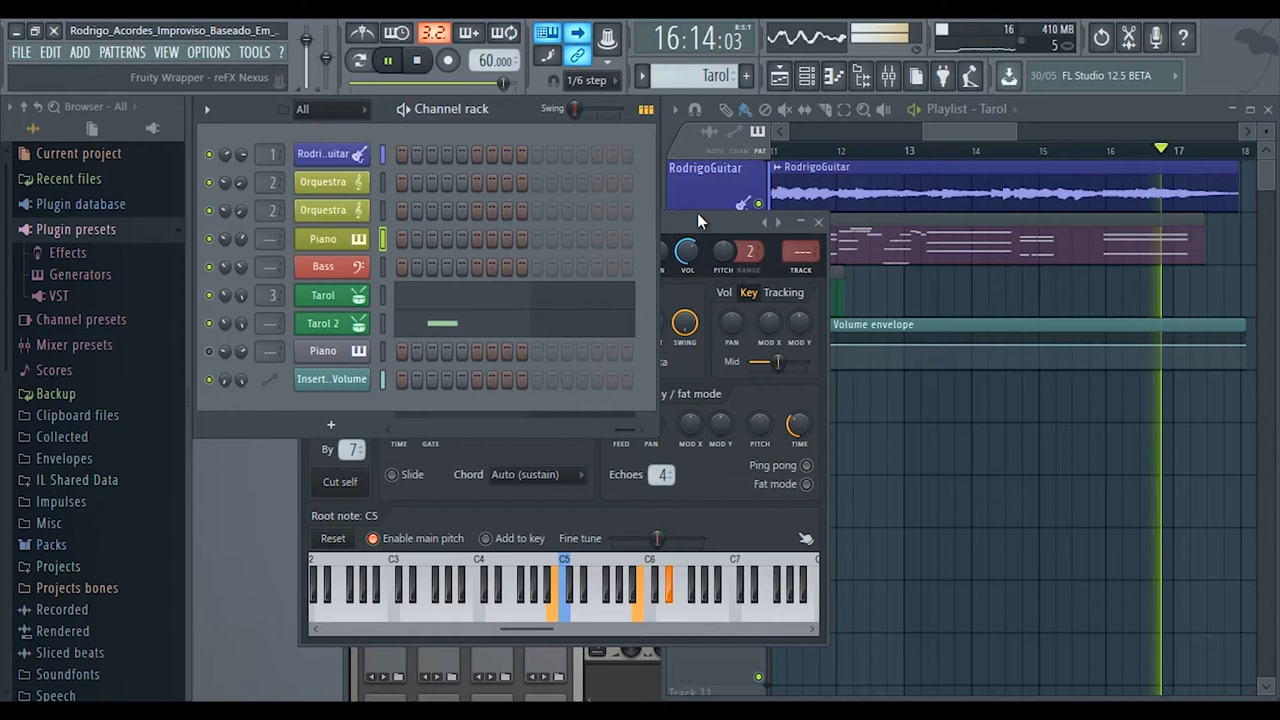 Rodrigo_Acordes_Improviso_Baseado_Em_..
FILE EDIT ADD PATTERNS VIEW OPTIONS TOOLS ?
Fruity Wrapper - reFX Nexus
3.2
60.000
16:14:03
B:S:T
Tarol
1/6 step
16
410 MB
5
30/05 FL Studio 12.5 BETA
Browser - All
Current project
Recent files
Plugin database
Plugin presets
Effects
Generators
VST
Channel presets
Mixer presets
Scores
Backup
Clipboard files
Collected
Envelopes
IL Shared Data
Impulses
Misc
Packs
Projects
Projects bones
Recorded
Rendered
Sliced beats
Soundfonts
Speech
All
Channel rack
Swing
1 Rodri..uitar
2 Orquestra
2 Orquestra
--- Piano
--- Bass
3 Tarol
Tarol 2
--- Piano
Insert..Volume
+
Playlist - Tarol
NOTE CHAN PAT
11 12 13 14 15 16 17 18
RodrigoGuitar
RodrigoGuitar
Volume envelope
Track 11
VOL PITCH 2 RANGE --- TRACK
Vol Key Tracking
SWING
PAN MOD X MOD Y
Mid
y / fat mode
TIME GATE
FEED PAN MOD X MOD Y PITCH TIME
By 7
Cut self
Slide
Chord Auto (sustain)
Echoes 4
Ping pong
Fat mode
Root note: C5
Reset Enable main pitch Add to key Fine tune
2 C3 C4 C5 C6 C7